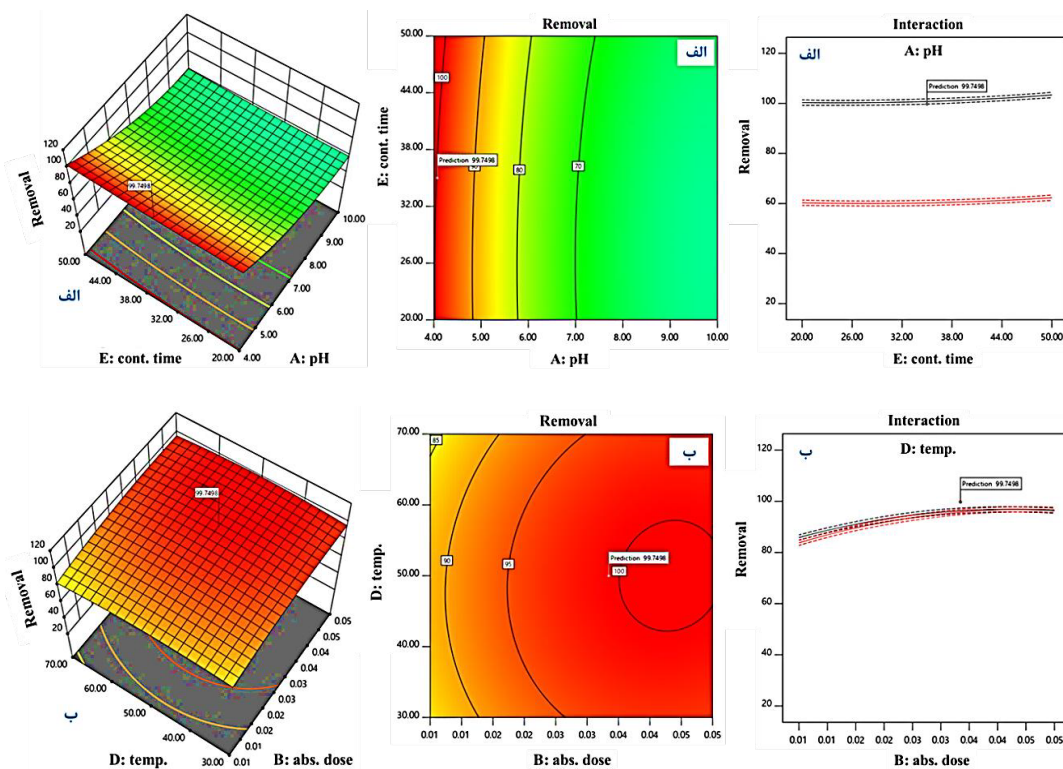 120
100
80
60
40
20
Removal
99.7498
50.00
44.00
38.00
32.00
26.00
20.00
4.00
5.00
6.00
7.00
8.00
9.00
10.00
الف
E: cont. time
A: pH
Removal
50.00
44.00
38.00
32.00
26.00
20.00
E: cont. time
الف
100
Prediction 99.7498
80
70
4.00 5.00 6.00 7.00 8.00 9.00 10.00
A: pH
Interaction
A: pH
الف
120
100
80
60
40
20
Removal
Prediction 99.7498
20.00 26.00 32.00 38.00 44.00 50.00
E: cont. time
120
100
80
60
40
20
Removal
99.7498
70.00
60.00
50.00
40.00
30.00
0.01
0.01
0.02
0.02
0.03
0.03
0.04
0.04
0.05
0.05
ب
D: temp.
B: abs. dose
Removal
70.00
60.00
50.00
40.00
30.00
D: temp.
ب
85
90
95
Prediction 99.7498
100
0.01 0.01 0.02 0.02 0.03 0.03 0.04 0.04 0.05 0.05
B: abs. dose
Interaction
D: temp.
ب
120
100
80
60
40
20
Removal
Prediction 99.7498
0.01 0.01 0.02 0.02 0.03 0.03 0.04 0.04 0.05 0.05
B: abs. dose